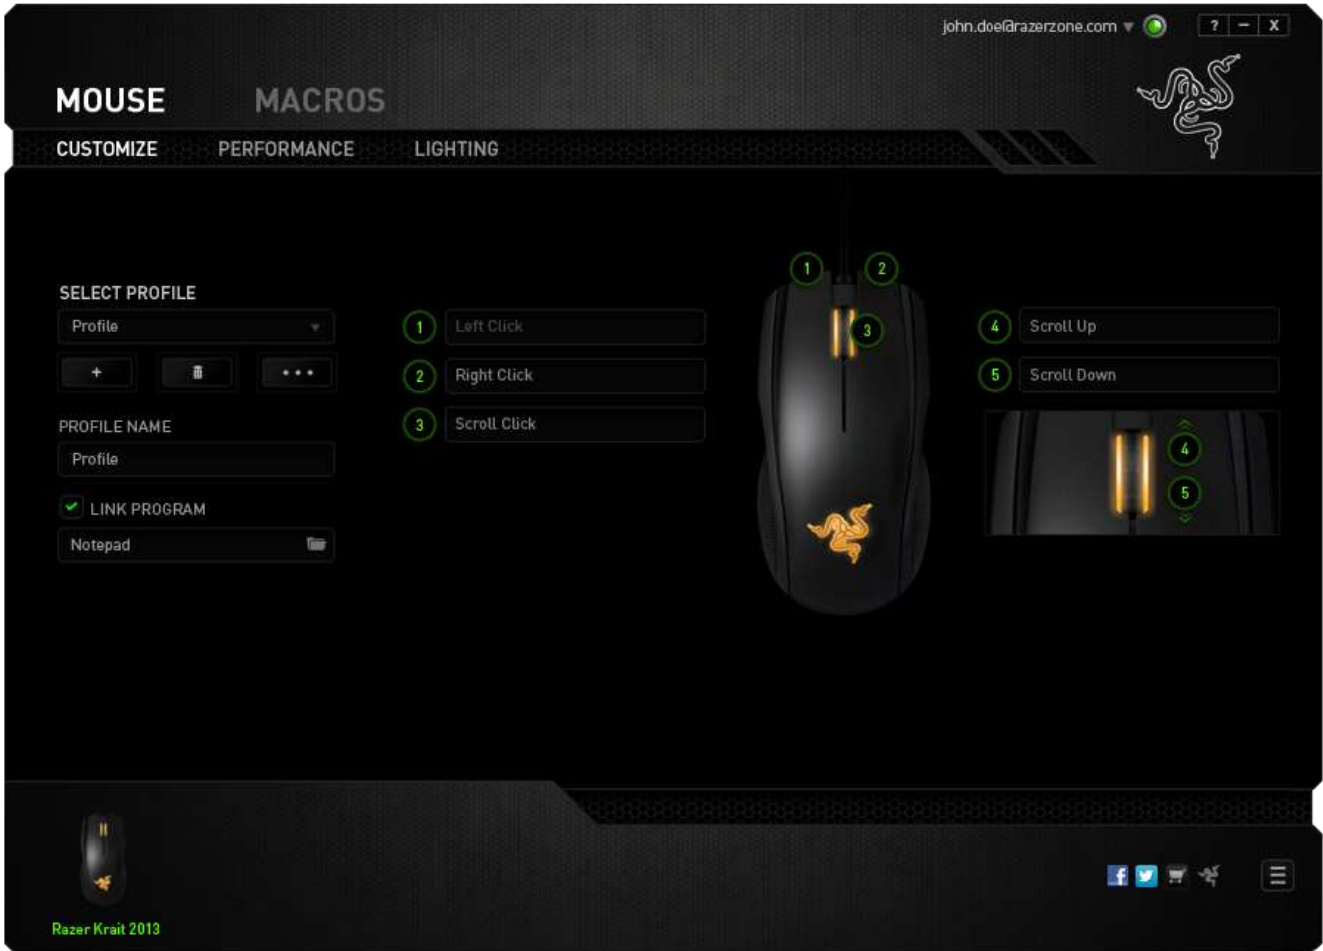 john.doe@razerzone.com
? – X
MOUSE MACROS
CUSTOMIZE PERFORMANCE LIGHTING
SELECT PROFILE
Profile
+ •••
PROFILE NAME
Profile
LINK PROGRAM
Notepad
1 Left Click
2 Right Click
3 Scroll Click
1 2
3
4 Scroll Up
5 Scroll Down
4
5
Razer Krait 2013